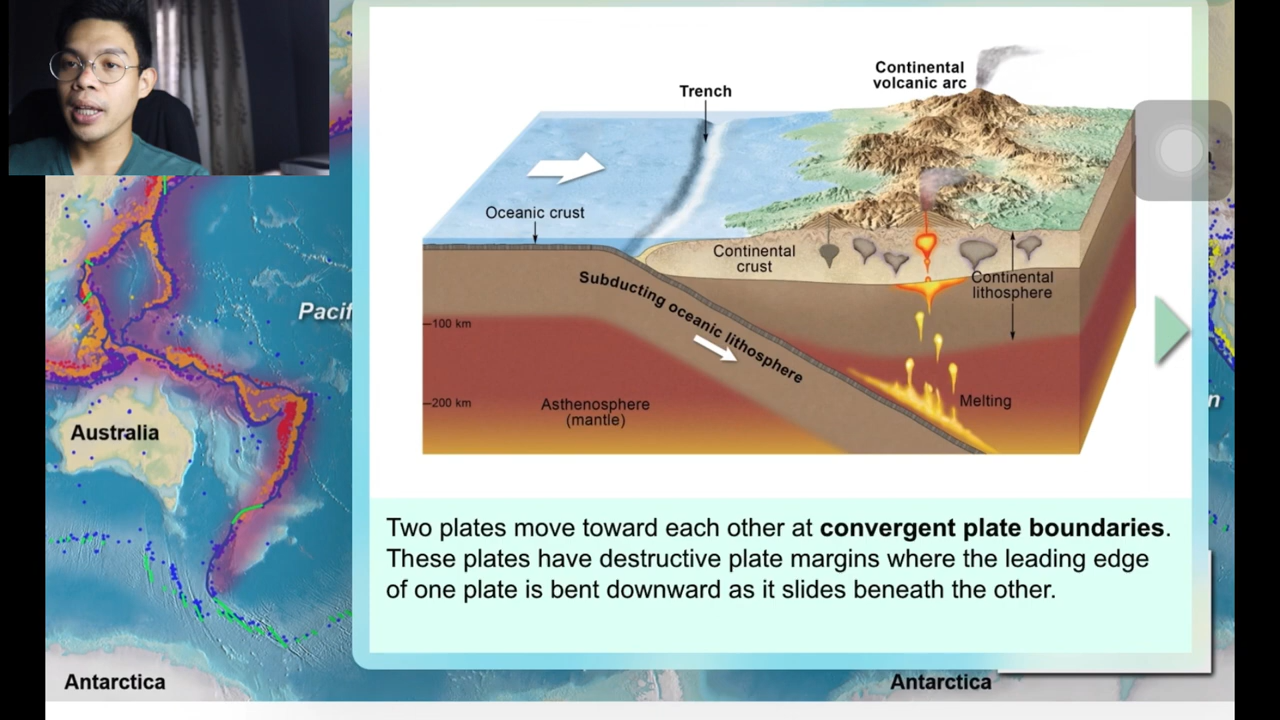 Continental
volcanic arc
Trench
Oceanic crust
Continental
crust
Subducting oceanic lithosphere
Continental
lithosphere
–100 km
–200 km
Asthenosphere
(mantle)
Melting
Two plates move toward each other at convergent plate boundaries.
These plates have destructive plate margins where the leading edge
of one plate is bent downward as it slides beneath the other.
Australia
Antarctica
Antarctica